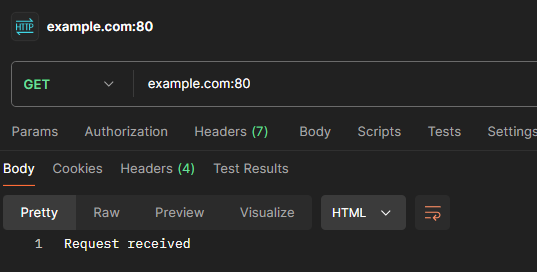 HTTP example.com:80
GET example.com:80
Params Authorization Headers (7) Body Scripts Tests Settings
Body Cookies Headers (4) Test Results
Pretty Raw Preview Visualize HTML
1 Request received